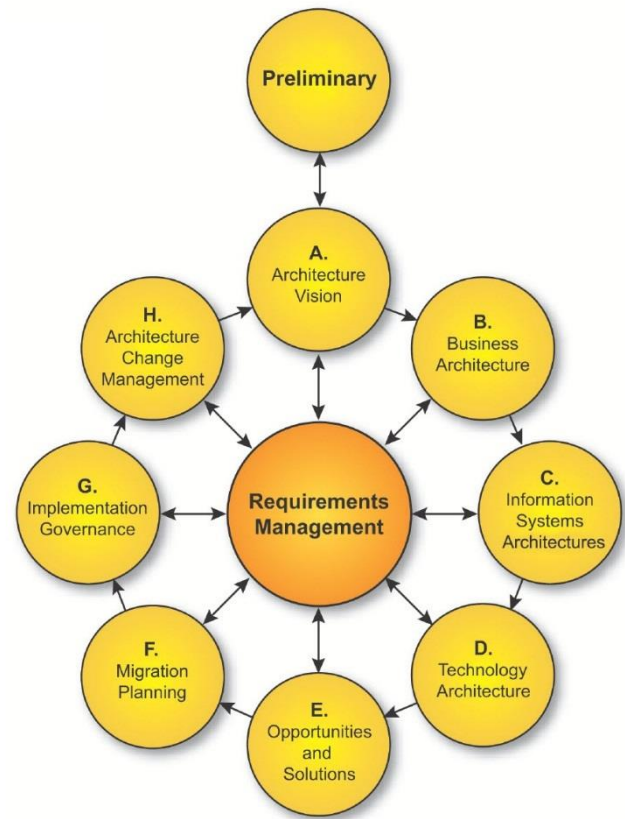 Preliminary
A.
Architecture
Vision
B.
Business
Architecture
C.
Information
Systems
Architectures
D.
Technology
Architecture
E.
Opportunities
and
Solutions
F.
Migration
Planning
G.
Implementation
Governance
H.
Architecture
Change
Management
Requirements
Management